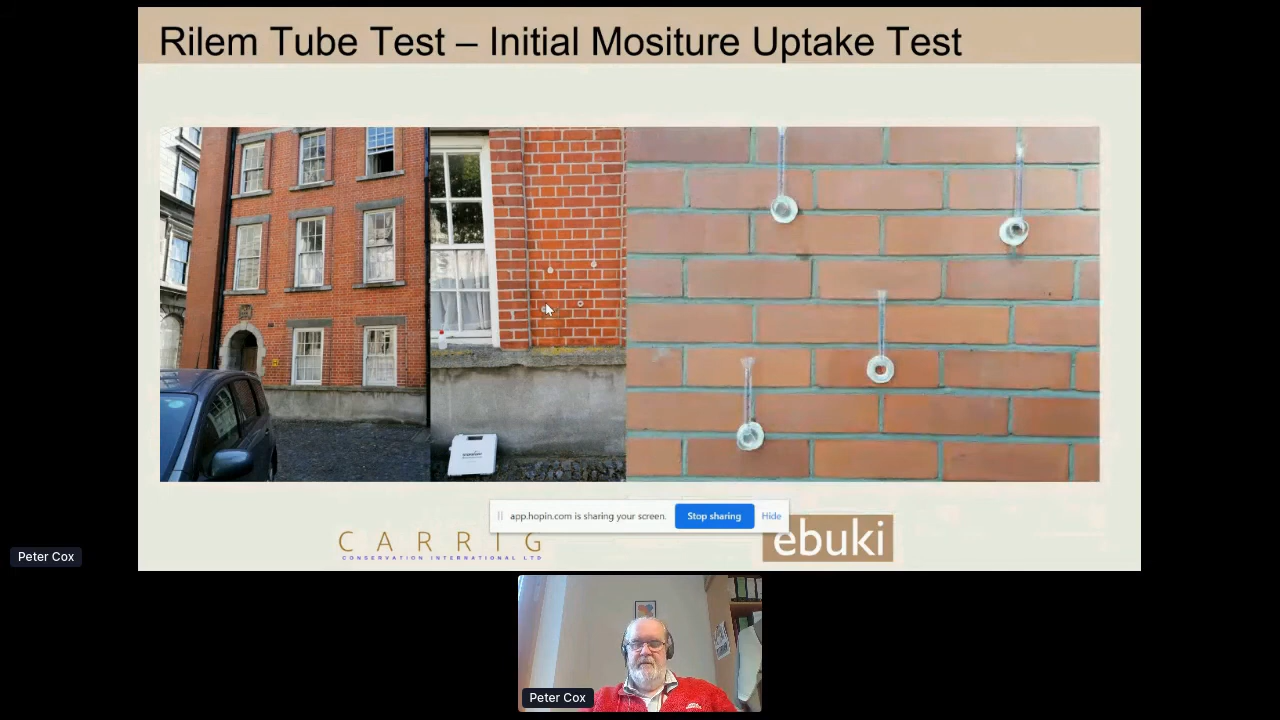 Rilem Tube Test – Initial Mositure Uptake Test
app.hopin.com is sharing your screen.
Stop sharing
Hide
CARRIG
CONSERVATION INTERNATIONAL LTD
ebuki
Peter Cox
Peter Cox